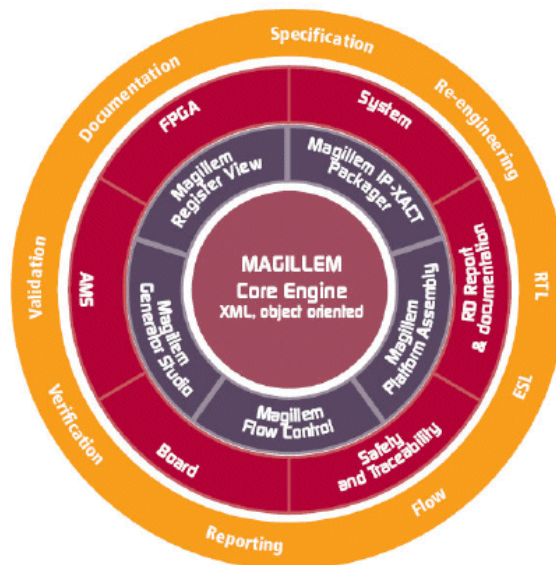 Specification
Re-engineering
RTL
ESL
Flow
Reporting
Verification
Validation
Documentation
System
RD Report
& documentation
Safety
and Traceability
Board
AMS
FPGA
Magillem IP-XACT
Packager
Magillem
Platform Assembly
Magillem
Flow Control
Magillem
Generator Studio
Magillem
Register View
MAGILLEM
Core Engine
XML, object oriented